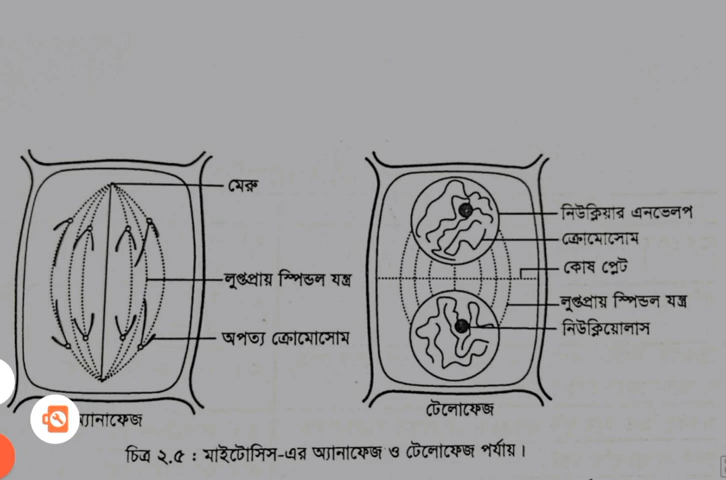 মেরু
লুপ্তপ্রায় স্পিন্ডল যন্ত্র
অপত্য ক্রোমোসোম
নিউক্লিয়ার এনভেলপ
ক্রোমোসোম
কোষ প্লেট
লুপ্তপ্রায় স্পিন্ডল যন্ত্র
নিউক্লিয়োলাস
টেলোফেজ
চিত্র ২.৫ : মাইটোসিস-এর অ্যানাফেজ ও টেলোফেজ পর্যায়।